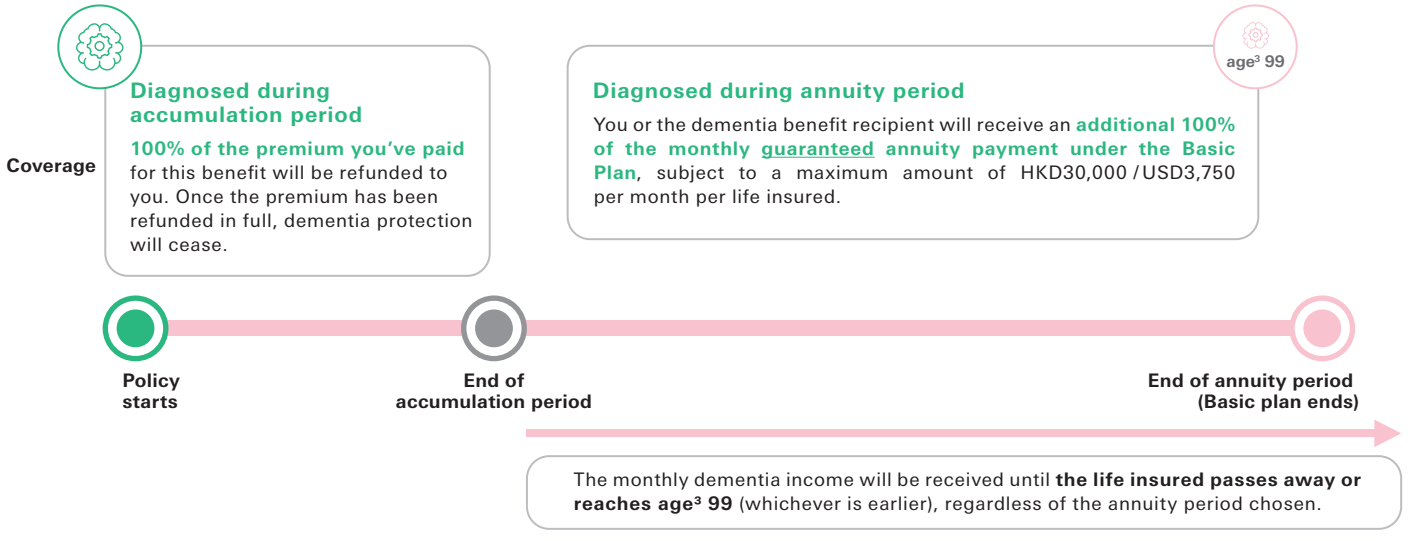 Coverage
Diagnosed during
accumulation period
100% of the premium you’ve paid
for this benefit will be refunded to
you. Once the premium has been
refunded in full, dementia protection
will cease.
age³ 99
Diagnosed during annuity period
You or the dementia benefit recipient will receive an additional 100%
of the monthly guaranteed annuity payment under the Basic
Plan, subject to a maximum amount of HKD30,000 / USD3,750
per month per life insured.
Policy
starts
End of
accumulation period
End of annuity period
(Basic plan ends)
The monthly dementia income will be received until the life insured passes away or
reaches age³ 99 (whichever is earlier), regardless of the annuity period chosen.